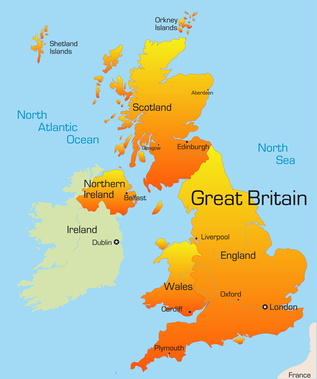 Orkney
Islands
Shetland
Islands
Aberdeen
Scotland
North
Atlantic
Ocean
Glasgow
Edinburgh
North
Sea
Northern
Ireland
Belfast
Great Britain
Ireland
Dublin
Liverpool
England
Wales
Oxford
Cardiff
London
Plymouth
France